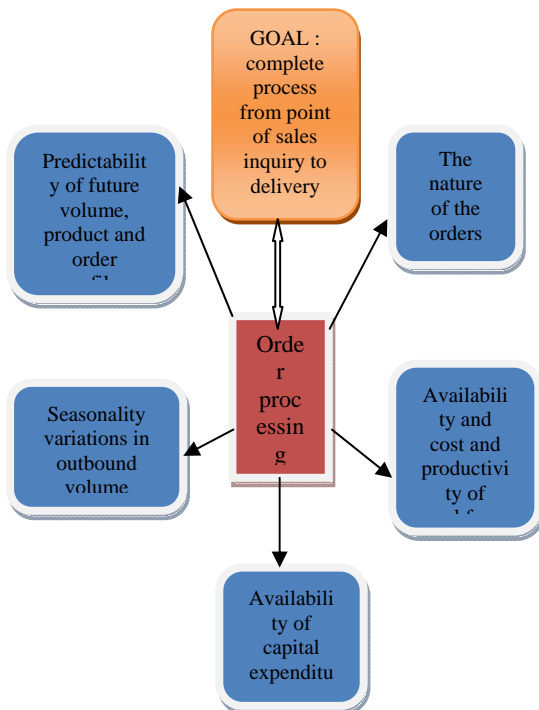 GOAL :
complete
process
from point
of sales
inquiry to
delivery
Predictabilit
y of future
volume,
product and
order
The
nature
of the
orders
Orde
r
proc
essin
g
Seasonality
variations in
outbound
volume
Availabili
ty and
cost and
productivi
ty of
Availabili
ty of
capital
expenditu